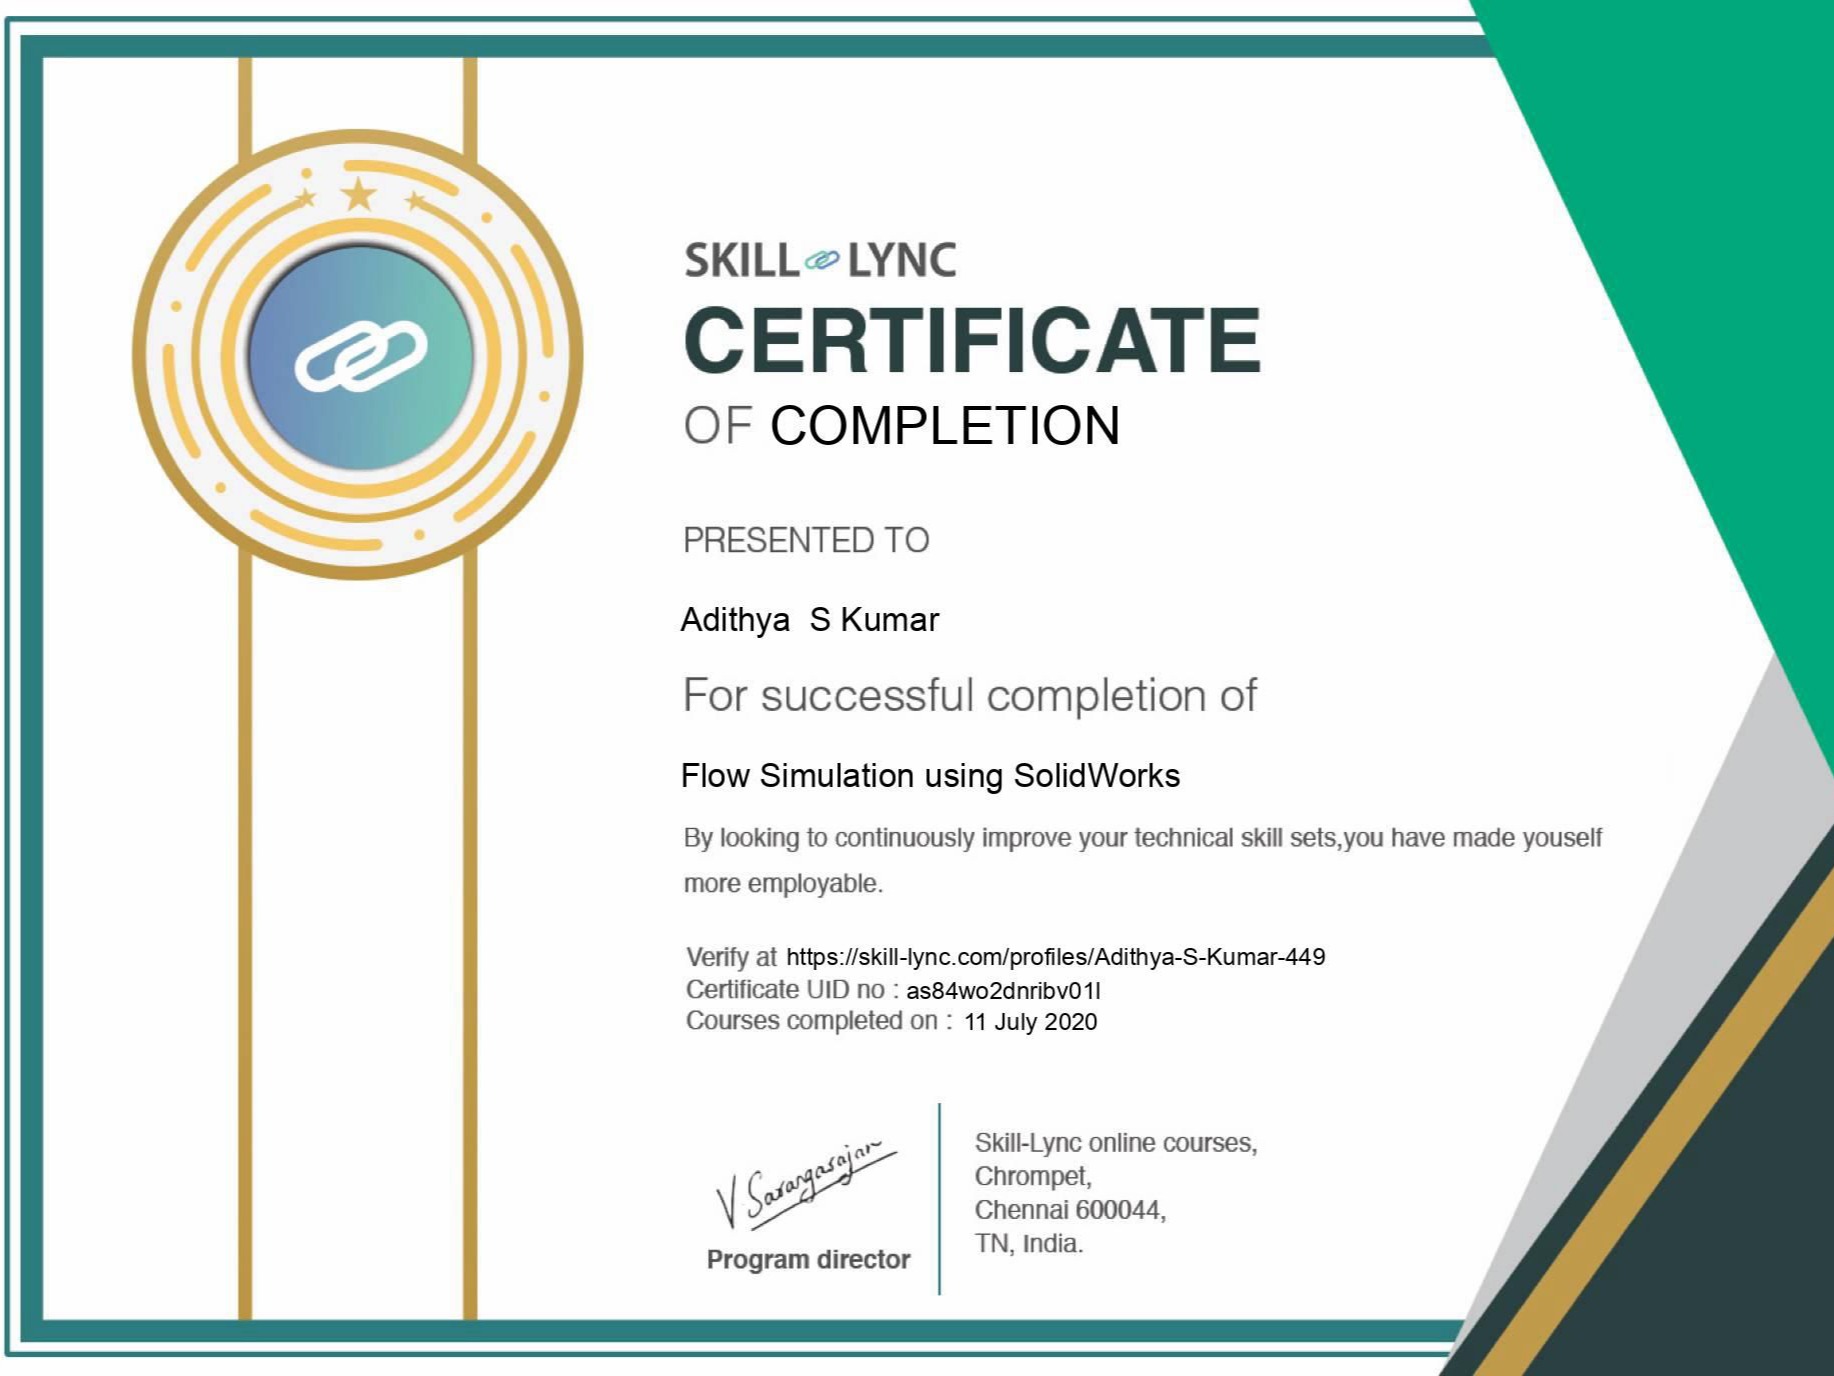 SKILL LYNC
CERTIFICATE
OF COMPLETION
PRESENTED TO
Adithya S Kumar
For successful completion of
Flow Simulation using SolidWorks
By looking to continuously improve your technical skill sets,you have made youself
more employable.
Verify at https://skill-lync.com/profiles/Adithya-S-Kumar-449
Certificate UID no : as84wo2dnribv01l
Courses completed on : 11 July 2020
V Sarangarajan
Program director
Skill-Lync online courses,
Chrompet,
Chennai 600044,
TN, India.